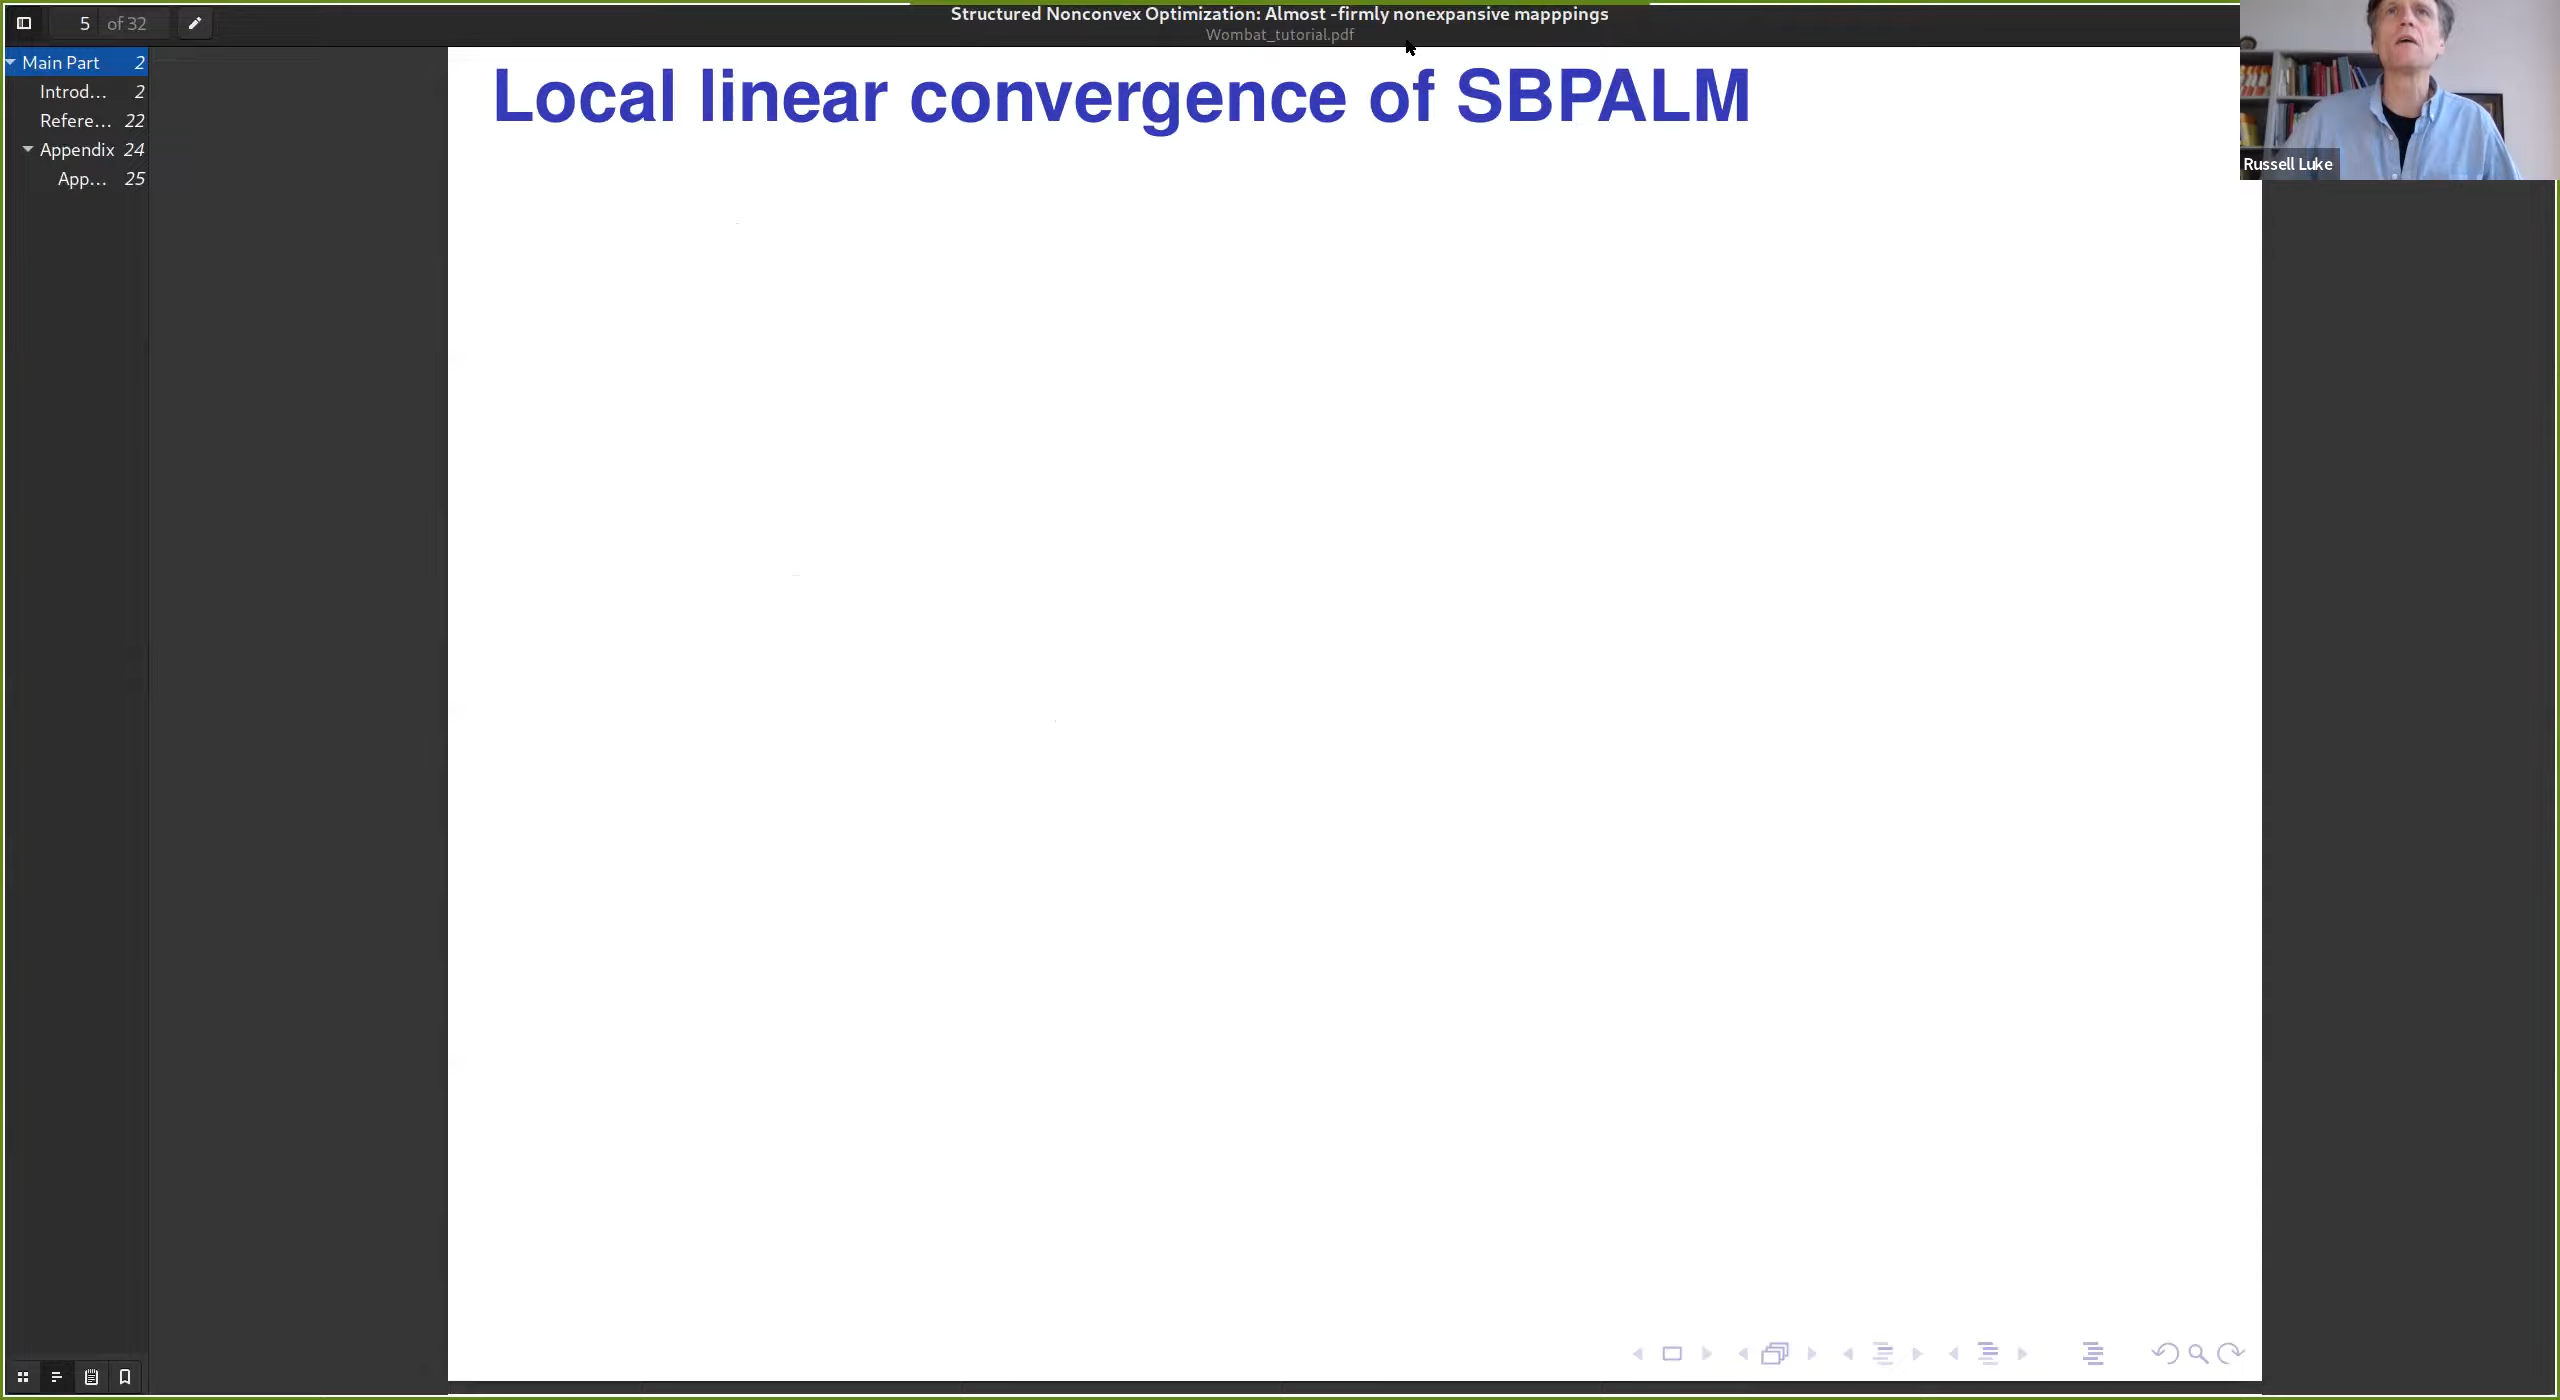 5 of 32
Structured Nonconvex Optimization: Almost -firmly nonexpansive mapppings
Wombat_tutorial.pdf
Main Part 2
Introd... 2
Refere... 22
Appendix 24
App... 25
Local linear convergence of SBPALM
Russell Luke